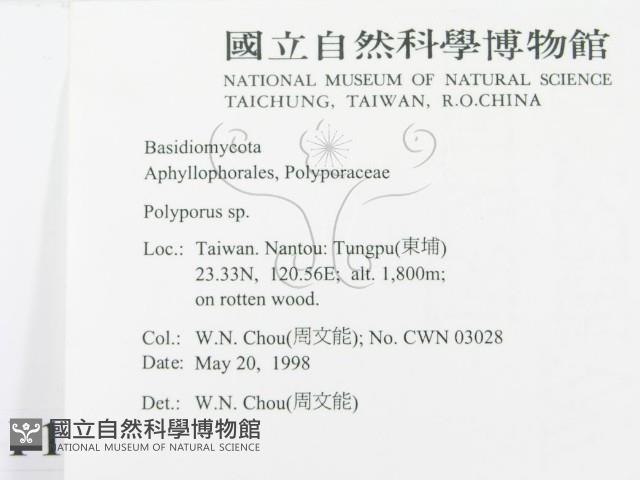 國立自然科學博物館
NATIONAL MUSEUM OF NATURAL SCIENCE
TAICHUNG, TAIWAN, R.O.CHINA
Basidiomycota
Aphyllophorales, Polyporaceae
Polyporus sp.
Loc.: Taiwan. Nantou: Tungpu(東埔)
23.33N, 120.56E; alt. 1,800m;
on rotten wood.
Col.: W.N. Chou(周文能); No. CWN 03028
Date: May 20, 1998
Det.: W.N. Chou(周文能)
國立自然科學博物館
NATIONAL MUSEUM OF NATURAL SCIENCE